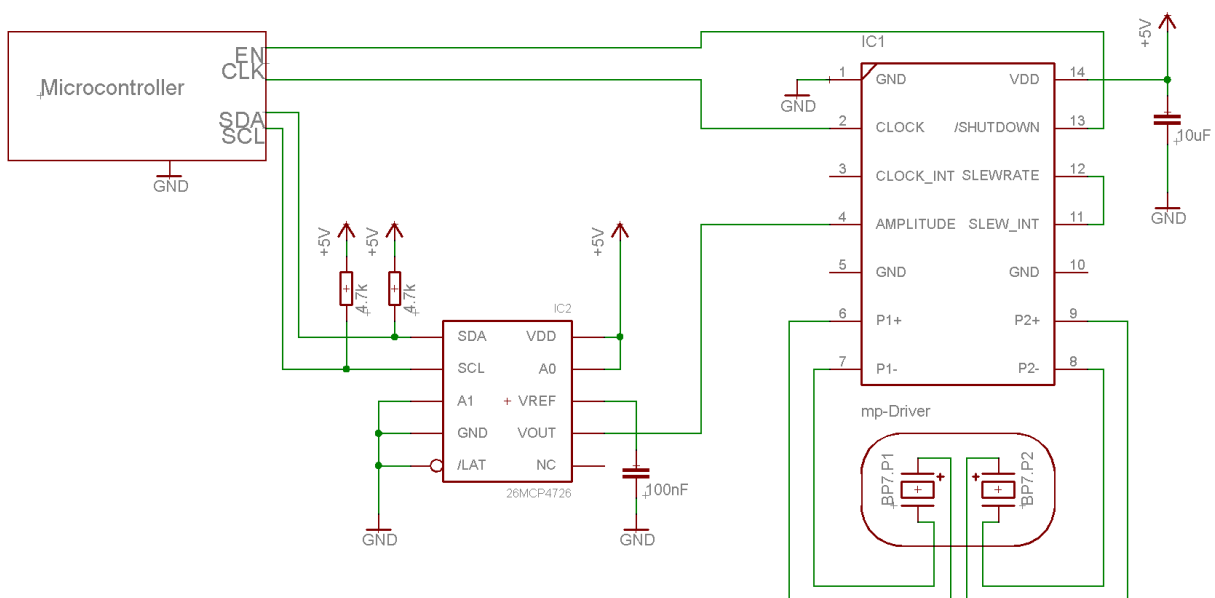 Microcontroller
EN
CLK
SDA
SCL
GND
IC1
+5V
1 GND VDD 14
GND
2 CLOCK /SHUTDOWN 13
10uF
3 CLOCK_INT SLEWRATE 12
4 AMPLITUDE SLEW_INT 11
GND
5 GND GND 10
6 P1+ P2+ 9
7 P1- P2- 8
mp-Driver
+5V
+5V
+5V
4.7k
4.7k
IC2
SDA VDD
SCL A0
A1 VREF
GND VOUT
/LAT NC
26MCP4726
100nF
GND
GND
BP7.P1
BP7.P2